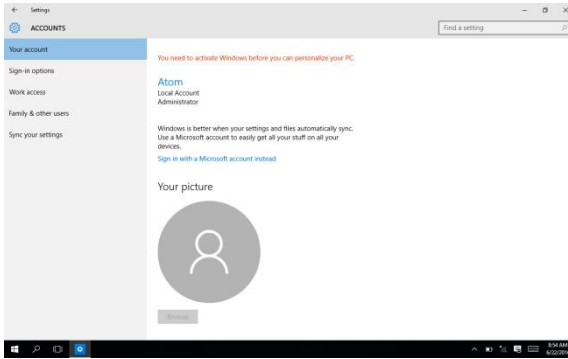 Settings
ACCOUNTS
Find a setting
Your account
Sign-in options
Work access
Family & other users
Sync your settings
You need to activate Windows before you can personalize your PC.
Atom
Local Account
Administrator
Windows is better when your settings and files automatically sync.
Use a Microsoft account to easily get all your stuff on all your
devices.
Sign in with a Microsoft account instead
Your picture
Browse
8:54 AM